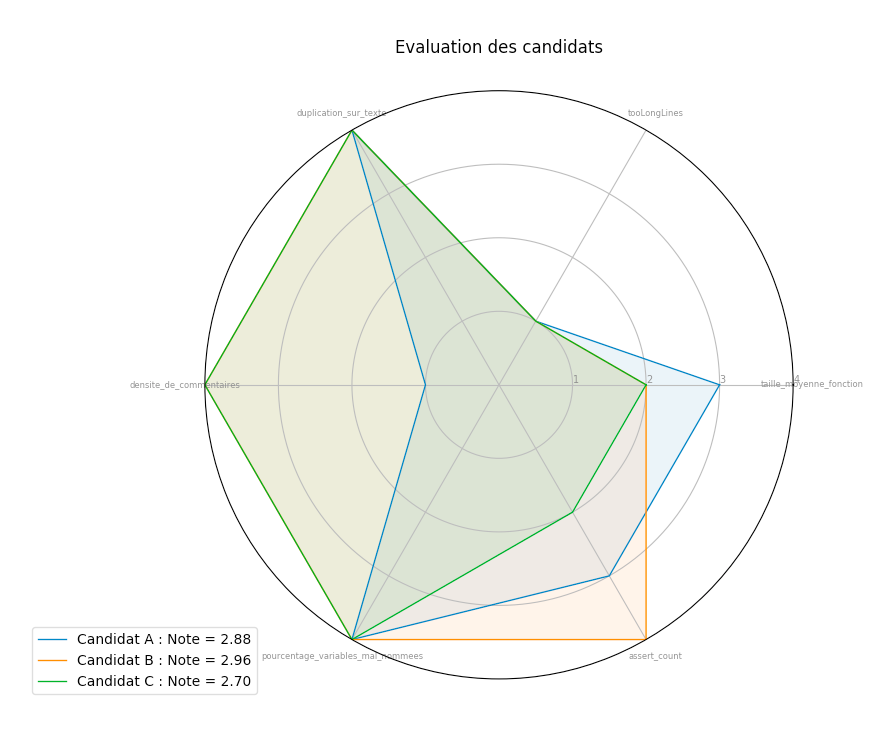 Evaluation des candidats
duplication_sur_texte
tooLongLines
densite_de_commentaires
1
2
3
4
taille_moyenne_fonction
pourcentage_variables_mal_nommees
assert_count
Candidat A : Note = 2.88
Candidat B : Note = 2.96
Candidat C : Note = 2.70